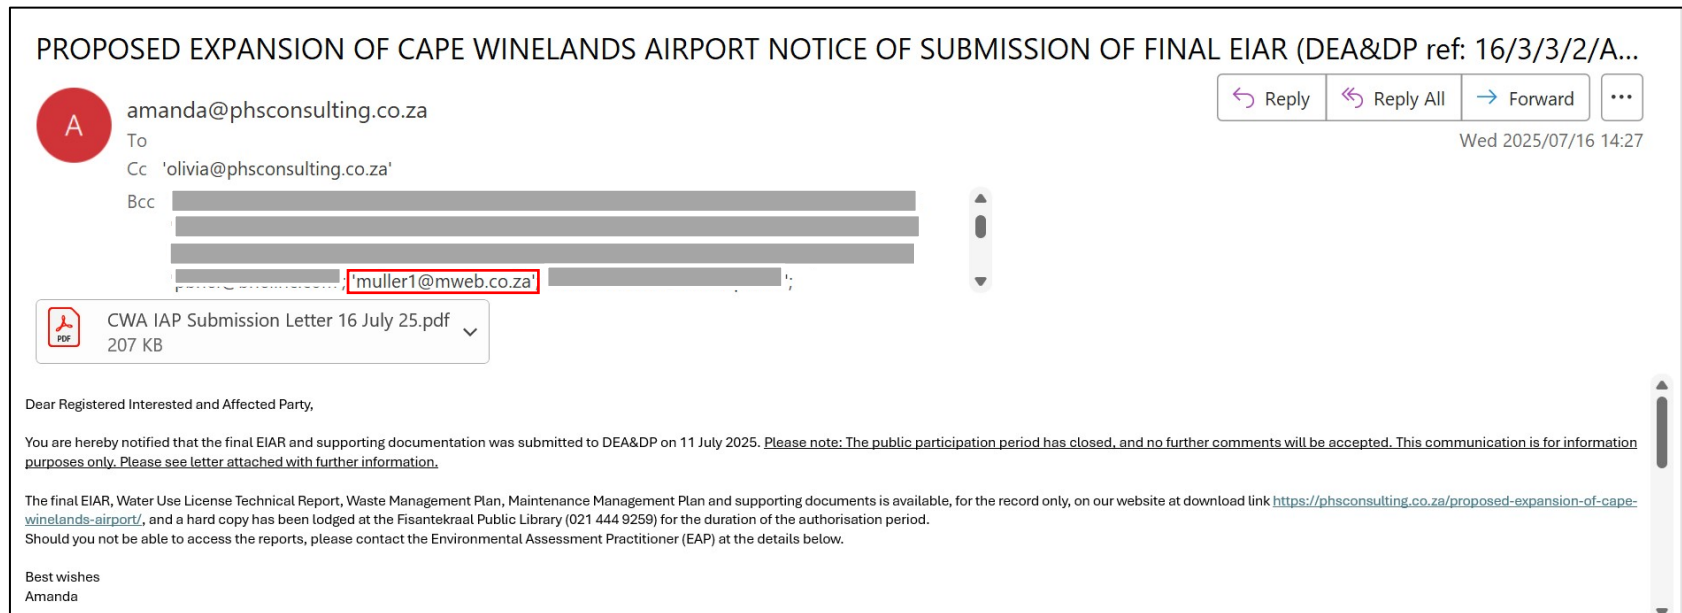 PROPOSED EXPANSION OF CAPE WINELANDS AIRPORT NOTICE OF SUBMISSION OF FINAL EIAR (DEA&DP ref: 16/3/3/2/A...
A
amanda@phsconsulting.co.za
Reply
Reply All
Forward
...
To
Wed 2025/07/16 14:27
Cc 'olivia@phsconsulting.co.za'
Bcc
'muller1@mweb.co.za'
PDF
CWA IAP Submission Letter 16 July 25.pdf
207 KB
Dear Registered Interested and Affected Party,
You are hereby notified that the final EIAR and supporting documentation was submitted to DEA&DP on 11 July 2025. Please note: The public participation period has closed, and no further comments will be accepted. This communication is for information
purposes only. Please see letter attached with further information.
The final EIAR, Water Use License Technical Report, Waste Management Plan, Maintenance Management Plan and supporting documents is available, for the record only, on our website at download link https://phsconsulting.co.za/proposed-expansion-of-cape-
winelands-airport/, and a hard copy has been lodged at the Fisantekraal Public Library (021 444 9259) for the duration of the authorisation period.
Should you not be able to access the reports, please contact the Environmental Assessment Practitioner (EAP) at the details below.
Best wishes
Amanda